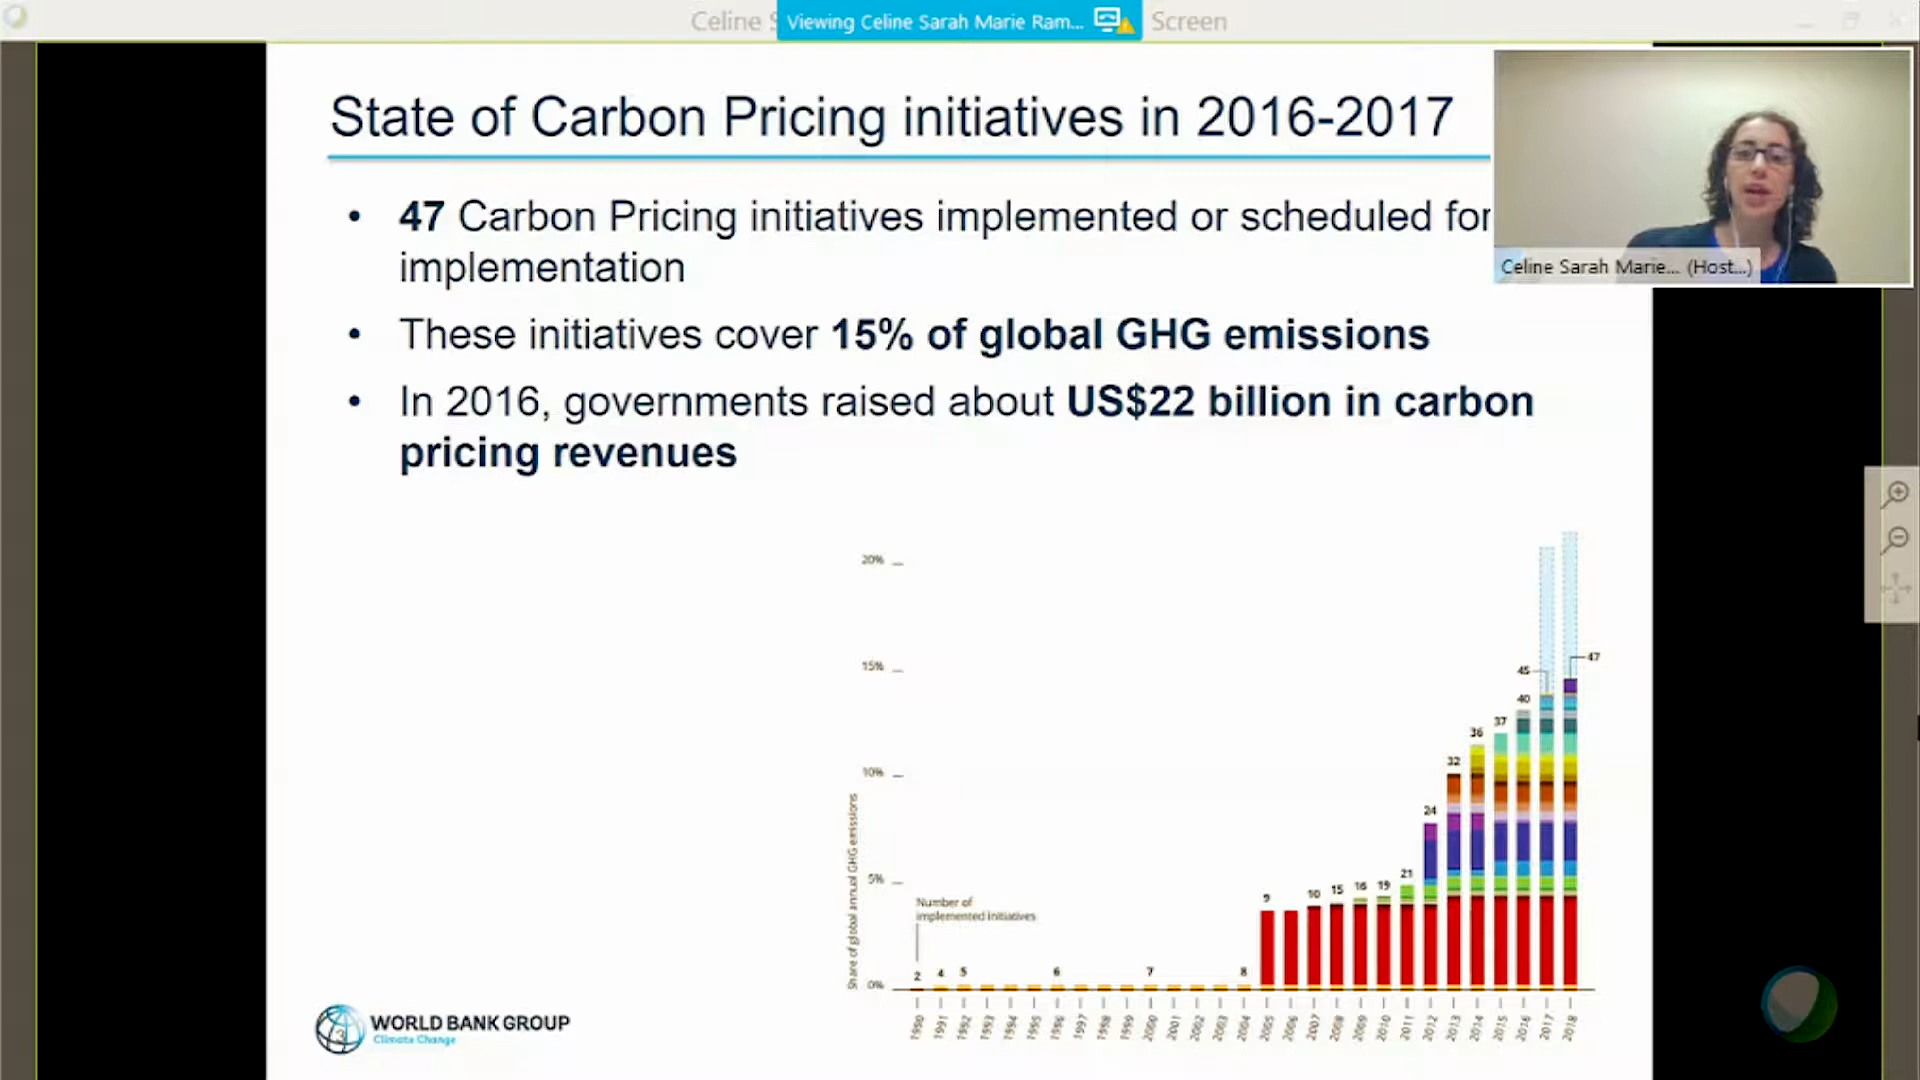 Celine S
Viewing Celine Sarah Marie Ram...
Screen
State of Carbon Pricing initiatives in 2016-2017
Celine Sarah Marie... (Host...)
• 47 Carbon Pricing initiatives implemented or scheduled for
implementation
• These initiatives cover 15% of global GHG emissions
• In 2016, governments raised about US$22 billion in carbon
pricing revenues
20%
15%
10%
5%
0%
Share of global annual GHG emissions
Number of
implemented initiatives
2 4 5 6 7 8 9 10 15 16 19 21 24 32 36 37 40 45 47
1990 1991 1992 1993 1994 1995 1996 1997 1998 1999 2000 2001 2002 2003 2004 2005 2006 2007 2008 2009 2010 2011 2012 2013 2014 2015 2016 2017 2018
3
WORLD BANK GROUP
Climate Change